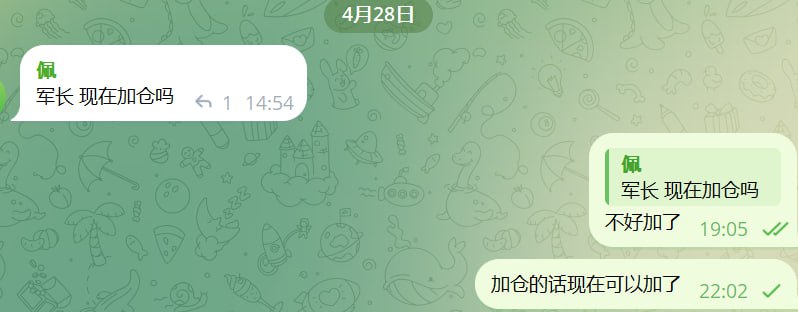 4月28日
佩
军长 现在加仓吗 1 14:54
佩
军长 现在加仓吗
不好加了 19:05
加仓的话现在可以加了 22:02